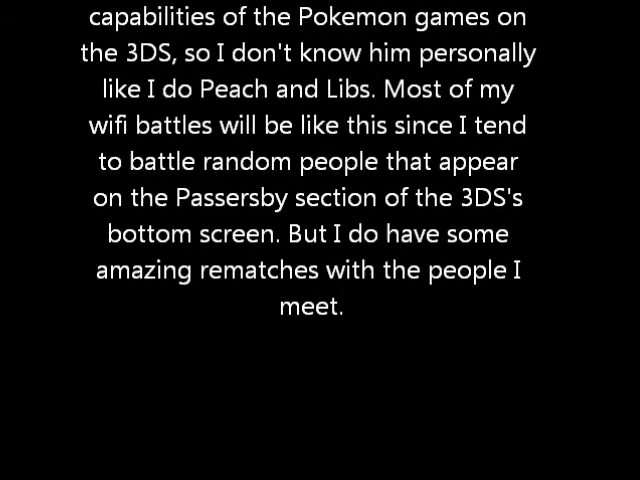 capabilities of the Pokemon games on
the 3DS, so I don't know him personally
like I do Peach and Libs. Most of my
wifi battles will be like this since I tend
to battle random people that appear
on the Passersby section of the 3DS's
bottom screen. But I do have some
amazing rematches with the people I
meet.